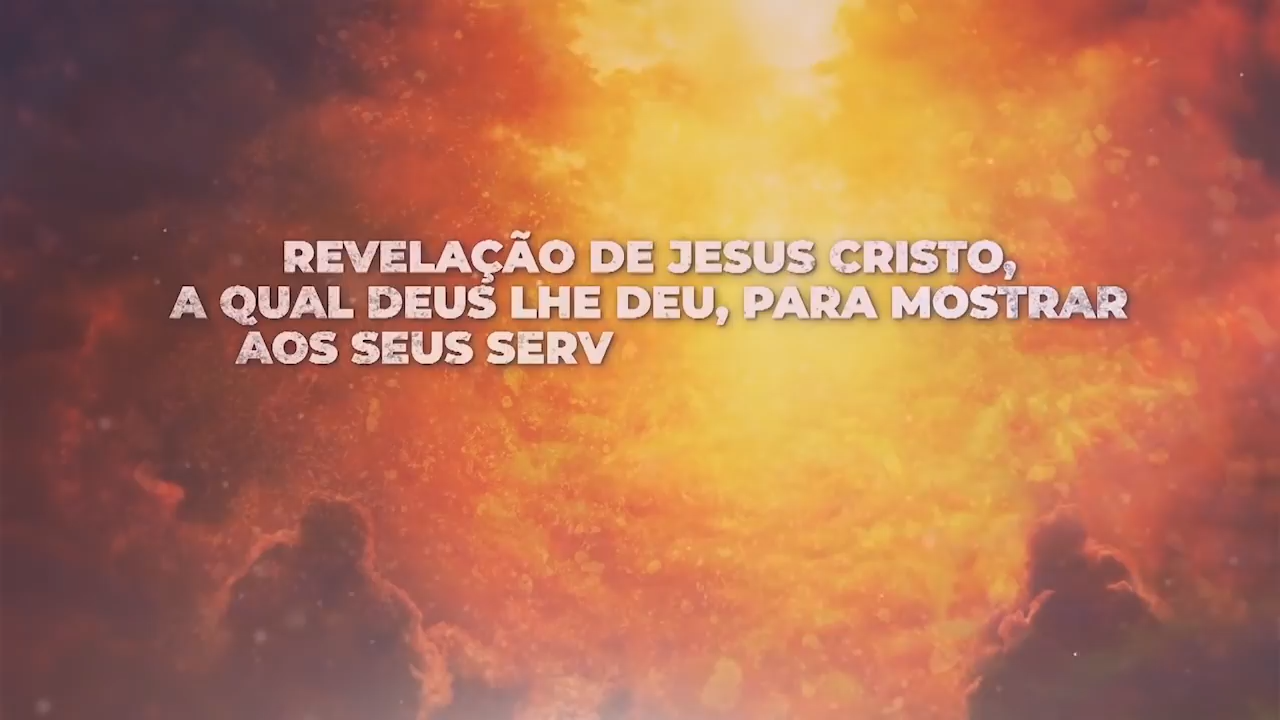 REVELAÇÃO DE JESUS CRISTO,
A QUAL DEUS LHE DEU, PARA MOSTRAR
AOS SEUS SERV